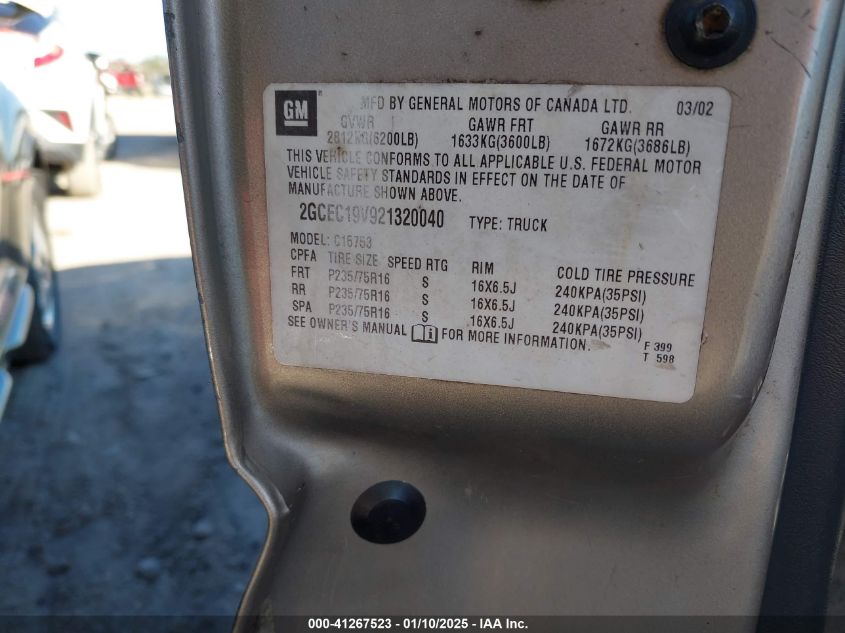 GM
MFD BY GENERAL MOTORS OF CANADA LTD. 03/02
GVWR GAWR FRT GAWR RR
2812KG(6200LB) 1633KG(3600LB) 1672KG(3686LB)
THIS VEHICLE CONFORMS TO ALL APPLICABLE U.S. FEDERAL MOTOR
VEHICLE SAFETY STANDARDS IN EFFECT ON THE DATE OF
MANUFACTURE SHOWN ABOVE.
2GCEC19V921320040 TYPE: TRUCK
MODEL: C15753
CPFA TIRE SIZE SPEED RTG RIM COLD TIRE PRESSURE
FRT P235/75R16 S 16X6.5J 240KPA(35PSI)
RR P235/75R16 S 16X6.5J 240KPA(35PSI)
SPA P235/75R16 S 16X6.5J 240KPA(35PSI)
SEE OWNER'S MANUAL FOR MORE INFORMATION.
F 399
T 598
000-41267523 - 01/10/2025 - IAA Inc.